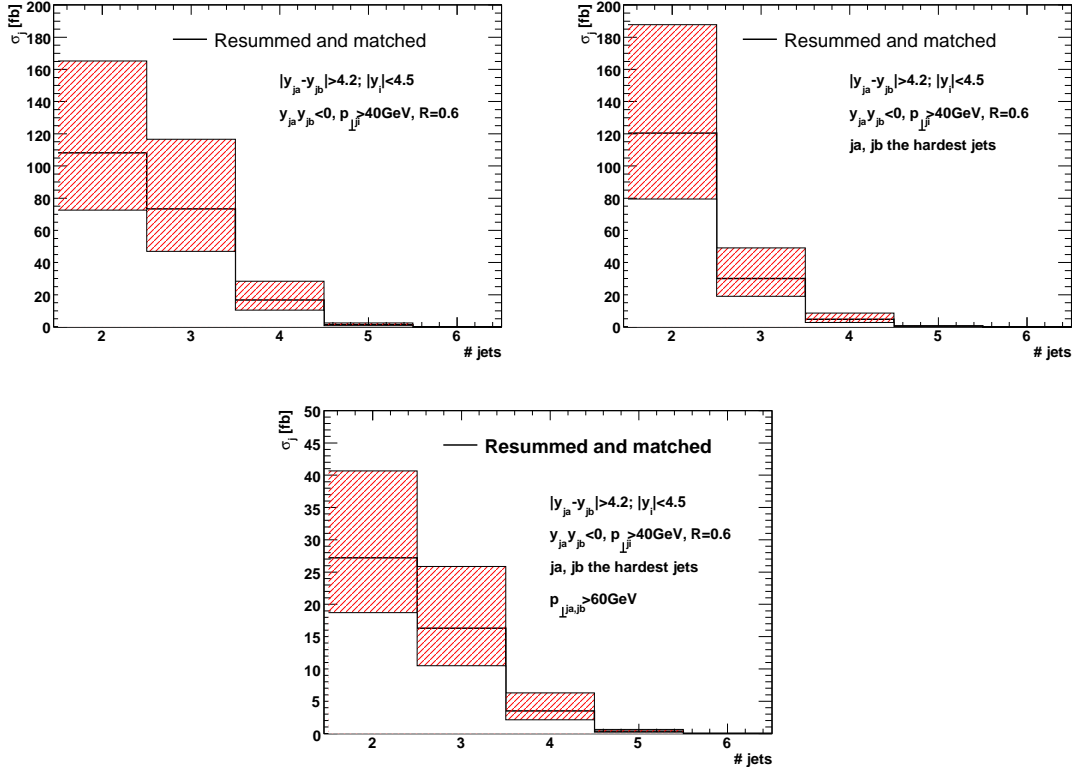 σj [fb]
200
180
160
140
120
100
80
60
40
20
0
Resummed and matched
|yja-yjb|>4.2; |yi|<4.5
yjayjb<0, p⊥ji>40GeV, R=0.6
2 3 4 5 6
# jets
σj [fb]
200
180
160
140
120
100
80
60
40
20
0
Resummed and matched
|yja-yjb|>4.2; |yi|<4.5
yjayjb<0, p⊥ji>40GeV, R=0.6
ja, jb the hardest jets
2 3 4 5 6
# jets
σj [fb]
50
45
40
35
30
25
20
15
10
5
0
Resummed and matched
|yja-yjb|>4.2; |yi|<4.5
yjayjb<0, p⊥ji>40GeV, R=0.6
ja, jb the hardest jets
p⊥ja,jb>60GeV
2 3 4 5 6
# jets